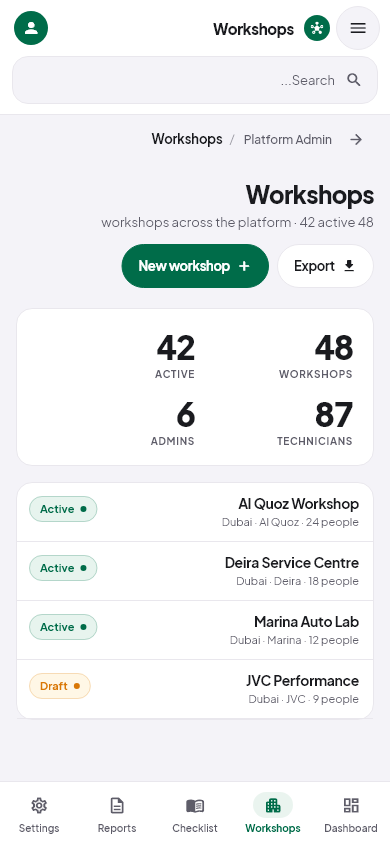 Workshops
Search...
Platform Admin / Workshops
Workshops
48 workshops across the platform · 42 active
Export
New workshop
48
WORKSHOPS
42
ACTIVE
87
TECHNICIANS
6
ADMINS
Al Quoz Workshop
Dubai · Al Quoz · 24 people
Active
Deira Service Centre
Dubai · Deira · 18 people
Active
Marina Auto Lab
Dubai · Marina · 12 people
Active
JVC Performance
Dubai · JVC · 9 people
Draft
Dashboard
Workshops
Checklist
Reports
Settings